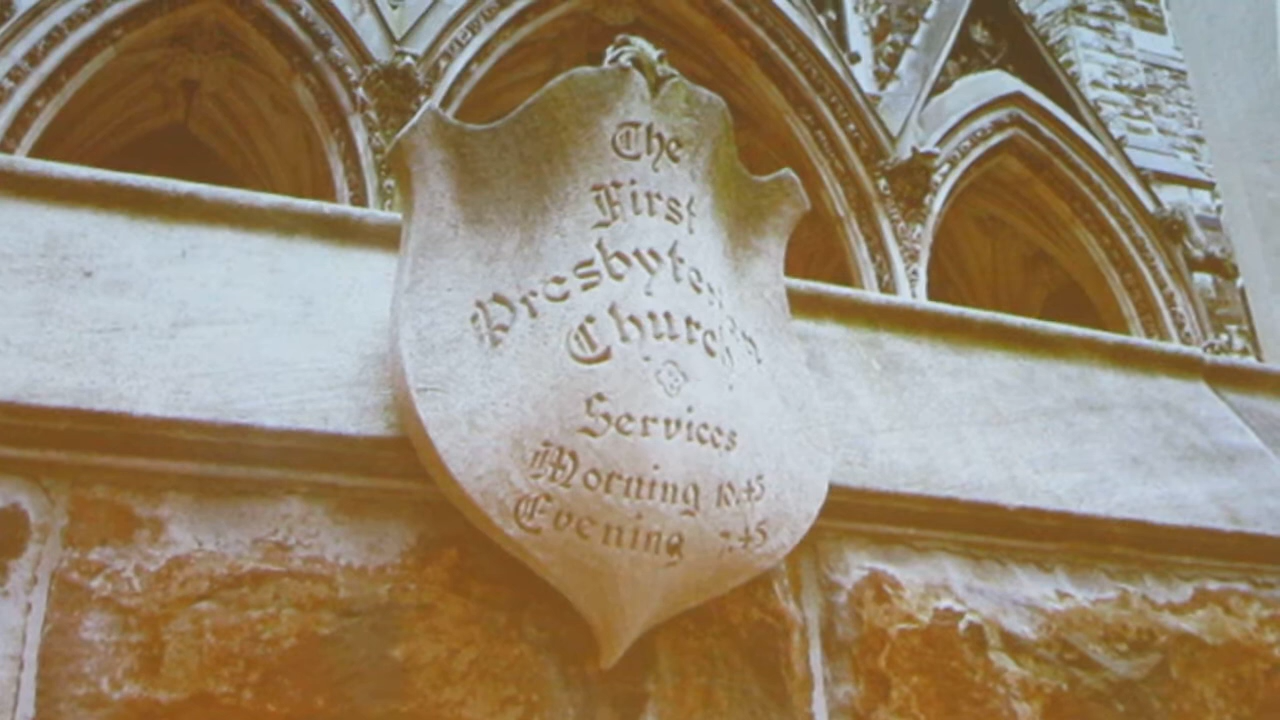 The
First
Presbyterian
Church
Services
Morning 10.45
Evening 7.45